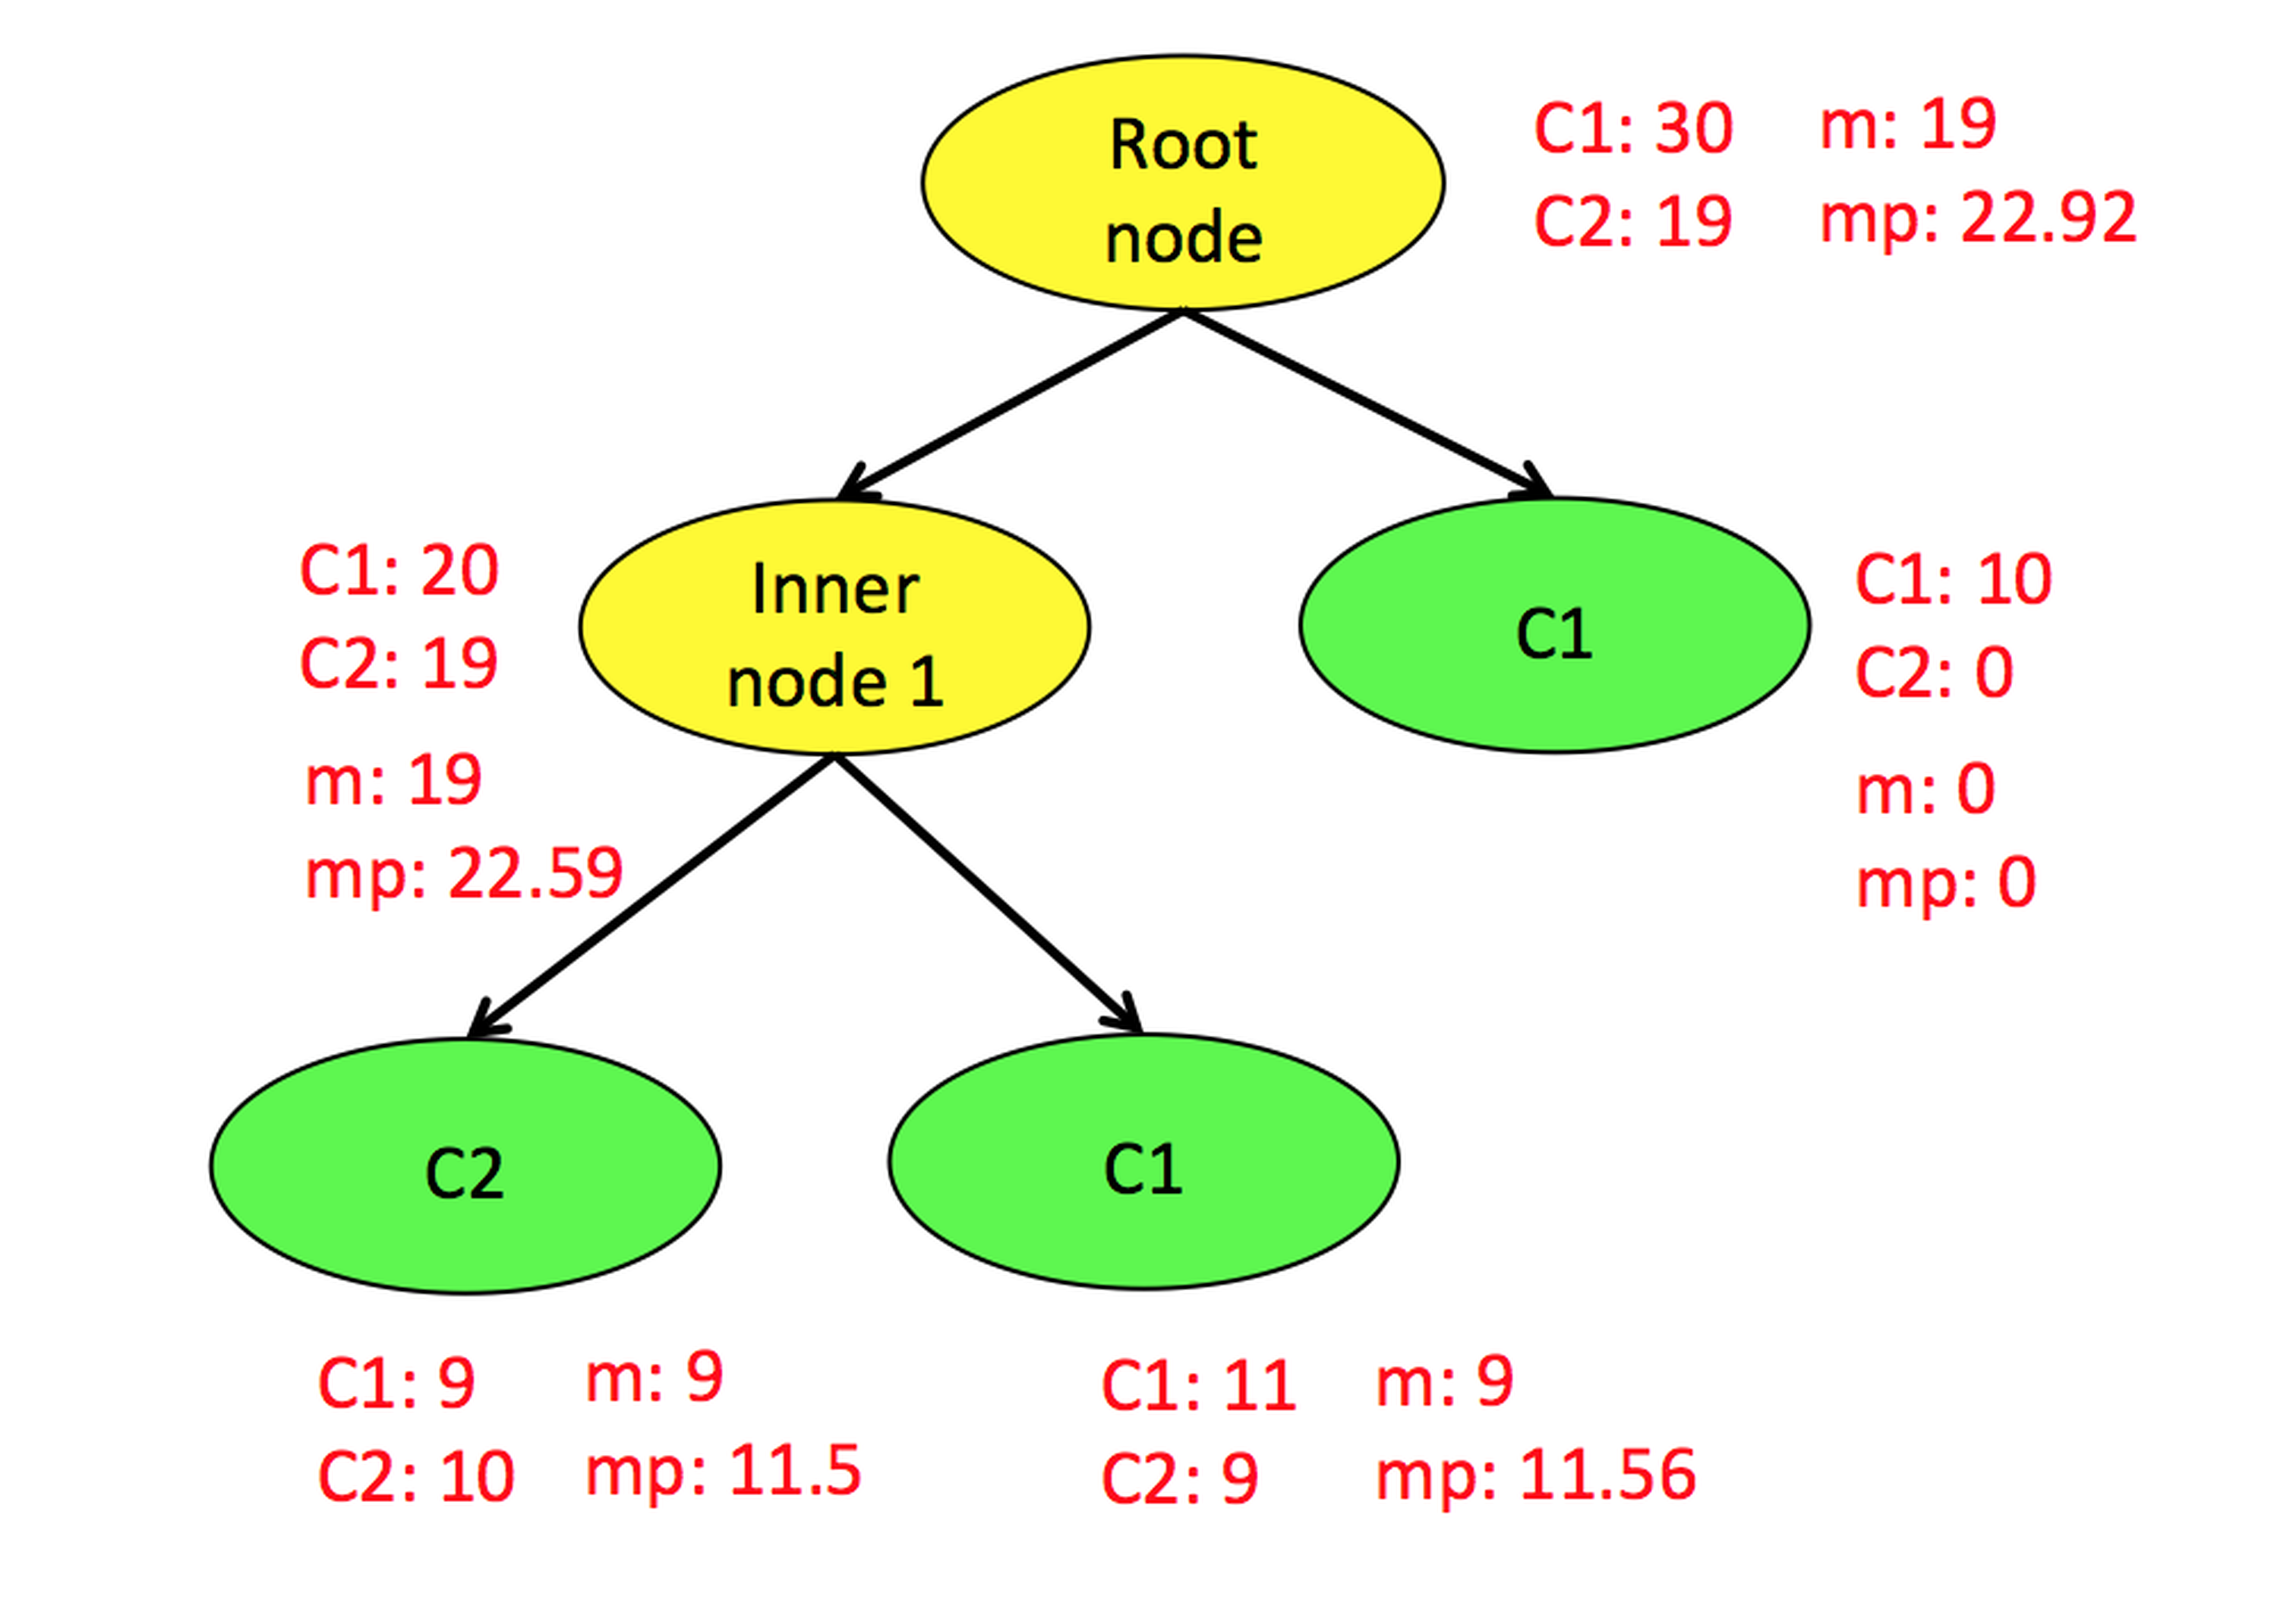 Root
node
C1: 30 m: 19
C2: 19 mp: 22.92
Inner
node 1
C1: 20
C2: 19
m: 19
mp: 22.59
C1
C1: 10
C2: 0
m: 0
mp: 0
C2
C1: 9 m: 9
C2: 10 mp: 11.5
C1
C1: 11 m: 9
C2: 9 mp: 11.56